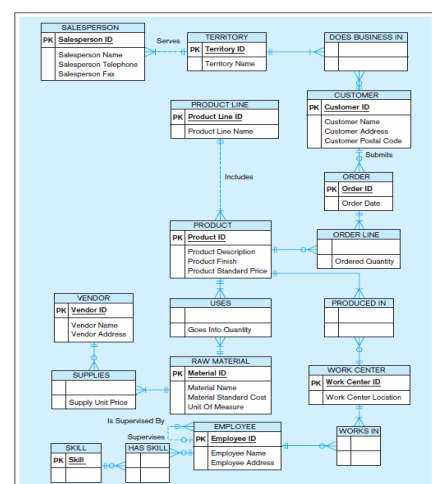 SALESPERSON
PK Salesperson ID
Salesperson Name
Salesperson Telephone
Salesperson Fax
Serves
TERRITORY
PK Territory ID
Territory Name
DOES BUSINESS IN
PRODUCT LINE
PK Product Line ID
Product Line Name
CUSTOMER
PK Customer ID
Customer Name
Customer Address
Customer Postal Code
Submits
Includes
ORDER
PK Order ID
Order Date
PRODUCT
PK Product ID
Product Description
Product Finish
Product Standard Price
ORDER LINE
Ordered Quantity
VENDOR
PK Vendor ID
Vendor Name
Vendor Address
USES
Goes Into Quantity
PRODUCED IN
SUPPLIES
Supply Unit Price
RAW MATERIAL
PK Material ID
Material Name
Material Standard Cost
Unit Of Measure
WORK CENTER
PK Work Center ID
Work Center Location
Is Supervised By
Supervises
EMPLOYEE
PK Employee ID
Employee Name
Employee Address
WORKS IN
SKILL
PK Skill
HAS SKILL